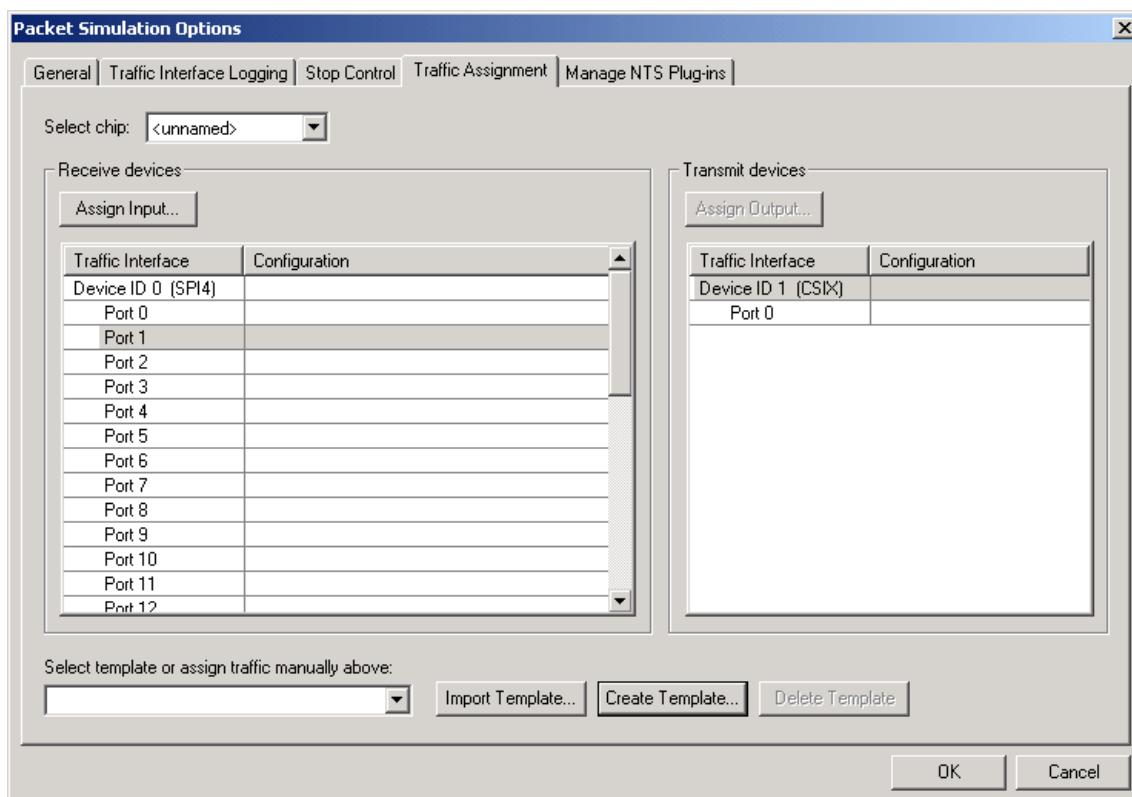 Packet Simulation Options
General
Traffic Interface Logging
Stop Control
Traffic Assignment
Manage NTS Plug-ins
Select chip:
<unnamed>
Receive devices
Assign Input...
Traffic Interface
Configuration
Device ID 0 (SPI4)
Port 0
Port 1
Port 2
Port 3
Port 4
Port 5
Port 6
Port 7
Port 8
Port 9
Port 10
Port 11
Port 12
Transmit devices
Assign Output...
Traffic Interface
Configuration
Device ID 1 (CSIX)
Port 0
Select template or assign traffic manually above:
Import Template...
Create Template...
Delete Template
OK
Cancel